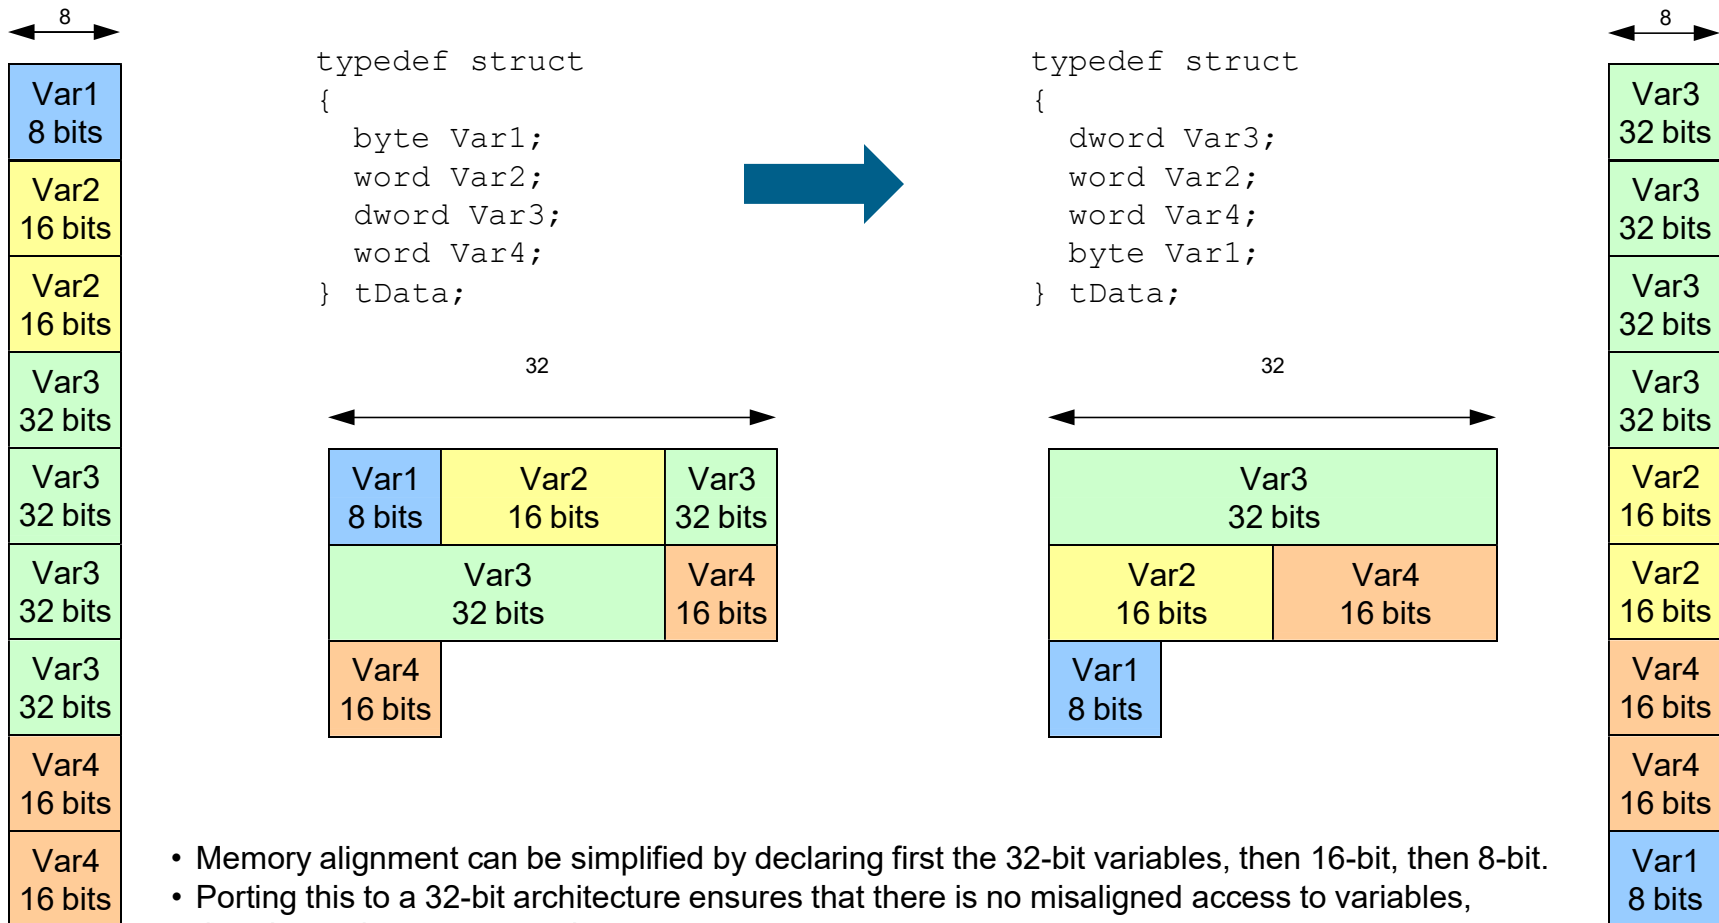 8
Var1
8 bits
Var2
16 bits
Var2
16 bits
Var3
32 bits
Var3
32 bits
Var3
32 bits
Var3
32 bits
Var4
16 bits
Var4
16 bits
typedef struct
{
byte Var1;
word Var2;
dword Var3;
word Var4;
} tData;
32
Var1
8 bits
Var2
16 bits
Var3
32 bits
Var3
32 bits
Var4
16 bits
Var4
16 bits
typedef struct
{
dword Var3;
word Var2;
word Var4;
byte Var1;
} tData;
32
Var3
32 bits
Var2
16 bits
Var4
16 bits
Var1
8 bits
8
Var3
32 bits
Var3
32 bits
Var3
32 bits
Var3
32 bits
Var2
16 bits
Var2
16 bits
Var4
16 bits
Var4
16 bits
Var1
8 bits
• Memory alignment can be simplified by declaring first the 32-bit variables, then 16-bit, then 8-bit.
• Porting this to a 32-bit architecture ensures that there is no misaligned access to variables,